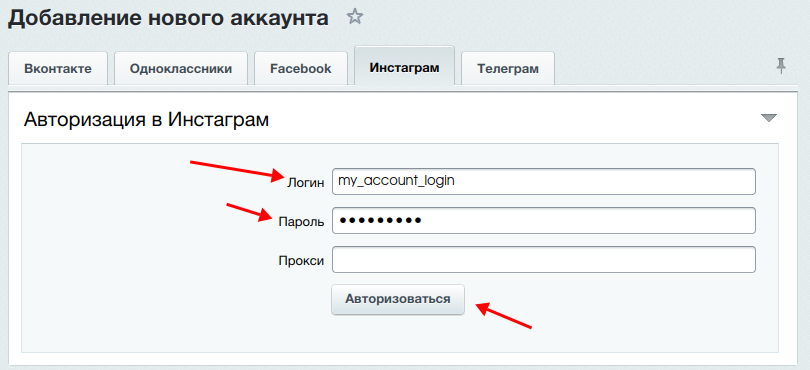 Добавление нового аккаунта
Вконтакте Одноклассники Facebook Инстаграм Телеграм
Авторизация в Инстаграм
Логин my_account_login
Пароль •••••••••
Прокси
Авторизоваться